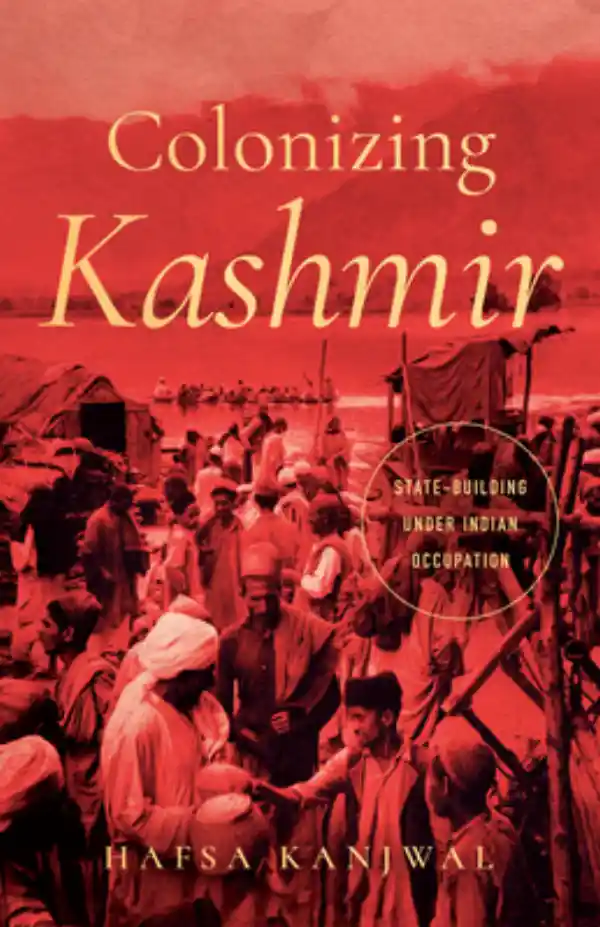 Colonizing
Kashmir
STATE-BUILDING
UNDER INDIAN
OCCUPATION
HAFSA KANJWAL